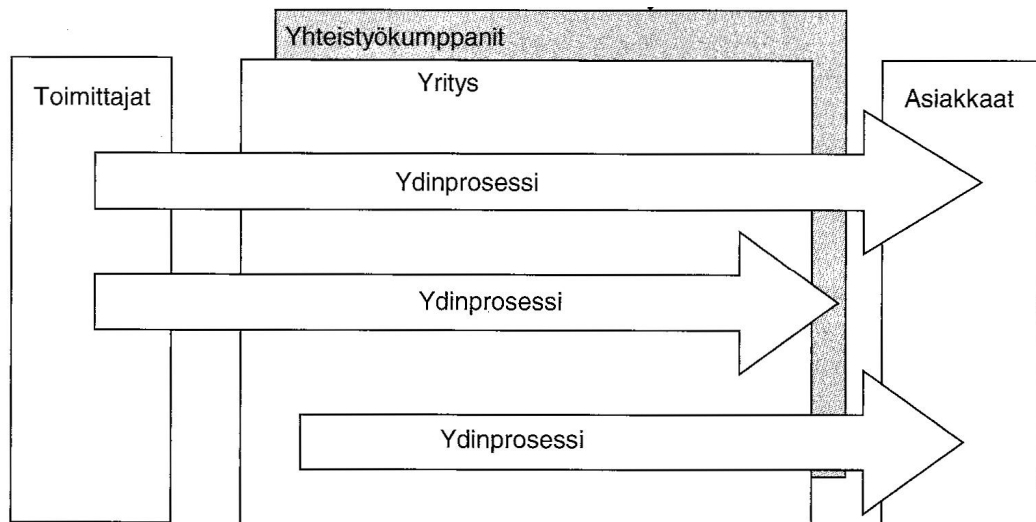 Yhteistyökumppanit
Yritys
Toimittajat
Asiakkaat
Ydinprosessi
Ydinprosessi
Ydinprosessi